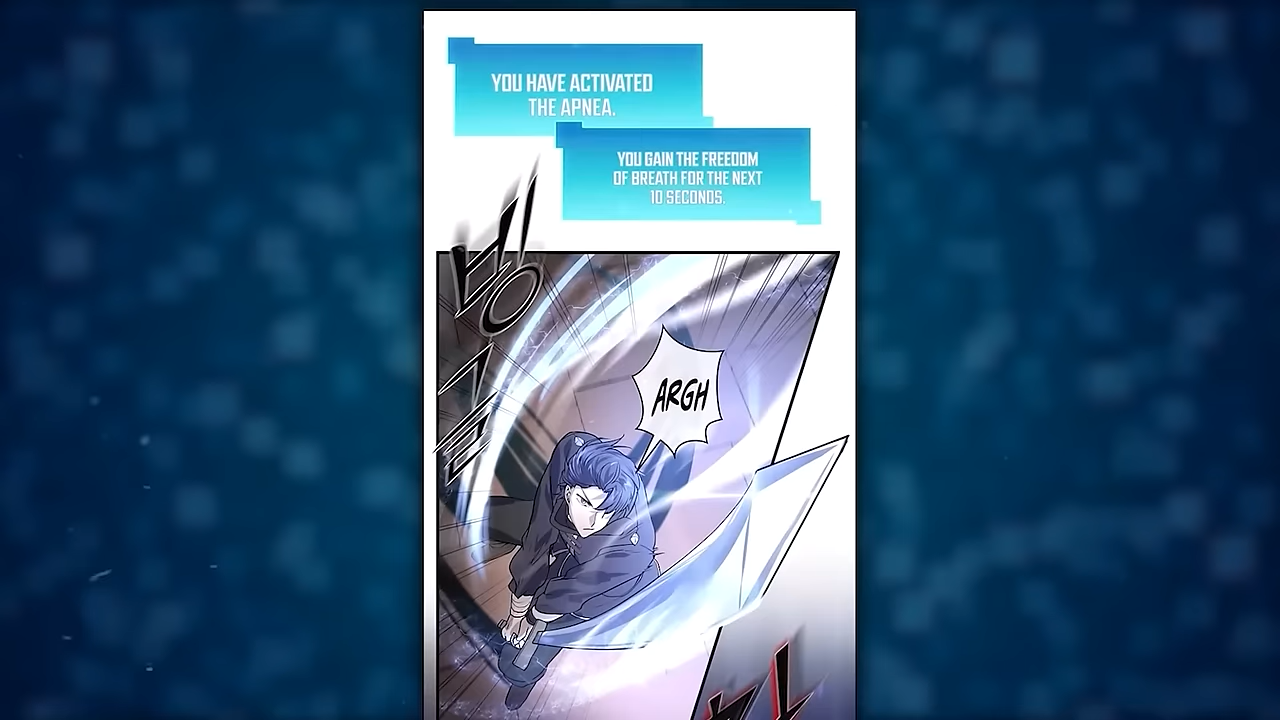 YOU HAVE ACTIVATED
THE APNEA.
YOU GAIN THE FREEDOM
OF BREATH FOR THE NEXT
10 SECONDS.
ARGH